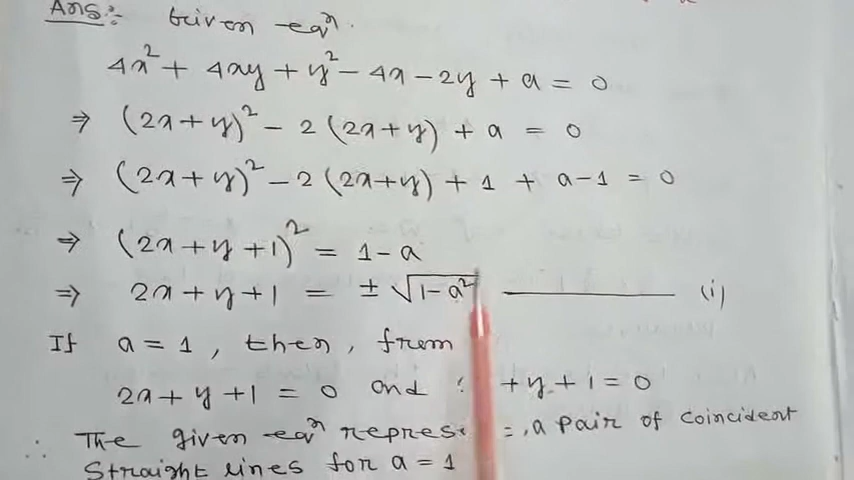 Ans:- Given eqⁿ.
4x² + 4xy + y² - 4x - 2y + a = 0
⇒ (2x + y)² - 2(2x+y) + a = 0
⇒ (2x + y)² - 2(2x+y) + 1 + a-1 = 0
⇒ (2x + y + 1)² = 1-a
⇒ 2x + y + 1 = ± √1-a² (i)
If a = 1, then, from
2x + y + 1 = 0 and + y + 1 = 0
∴ The given eqⁿ a pair of coincident
straight lines for a = 1